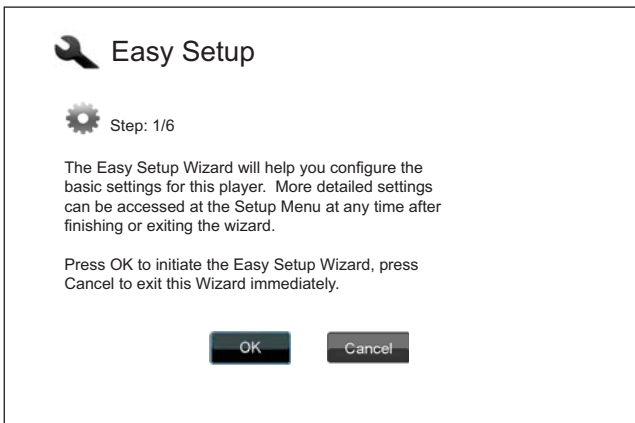 Easy Setup
Step: 1/6
The Easy Setup Wizard will help you configure the
basic settings for this player.  More detailed settings
can be accessed at the Setup Menu at any time after
finishing or exiting the wizard.
Press OK to initiate the Easy Setup Wizard, press
Cancel to exit this Wizard immediately.
OK
Cancel